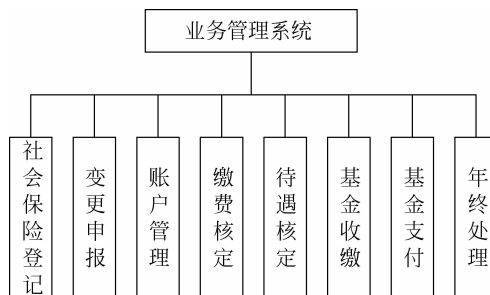 业务管理系统
社会保险登记
变更申报
账户管理
缴费核定
待遇核定
基金收缴
基金支付
年终处理